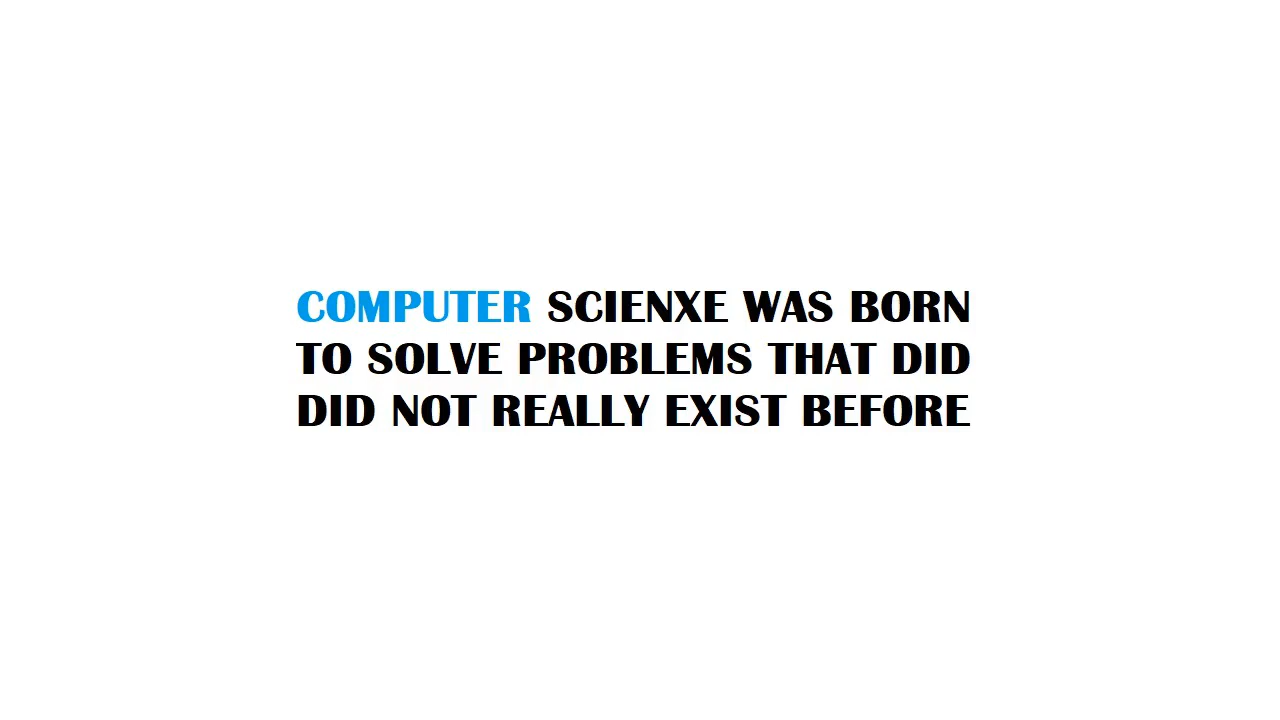 COMPUTER SCIENXE WAS BORN
TO SOLVE PROBLEMS THAT DID
DID NOT REALLY EXIST BEFORE